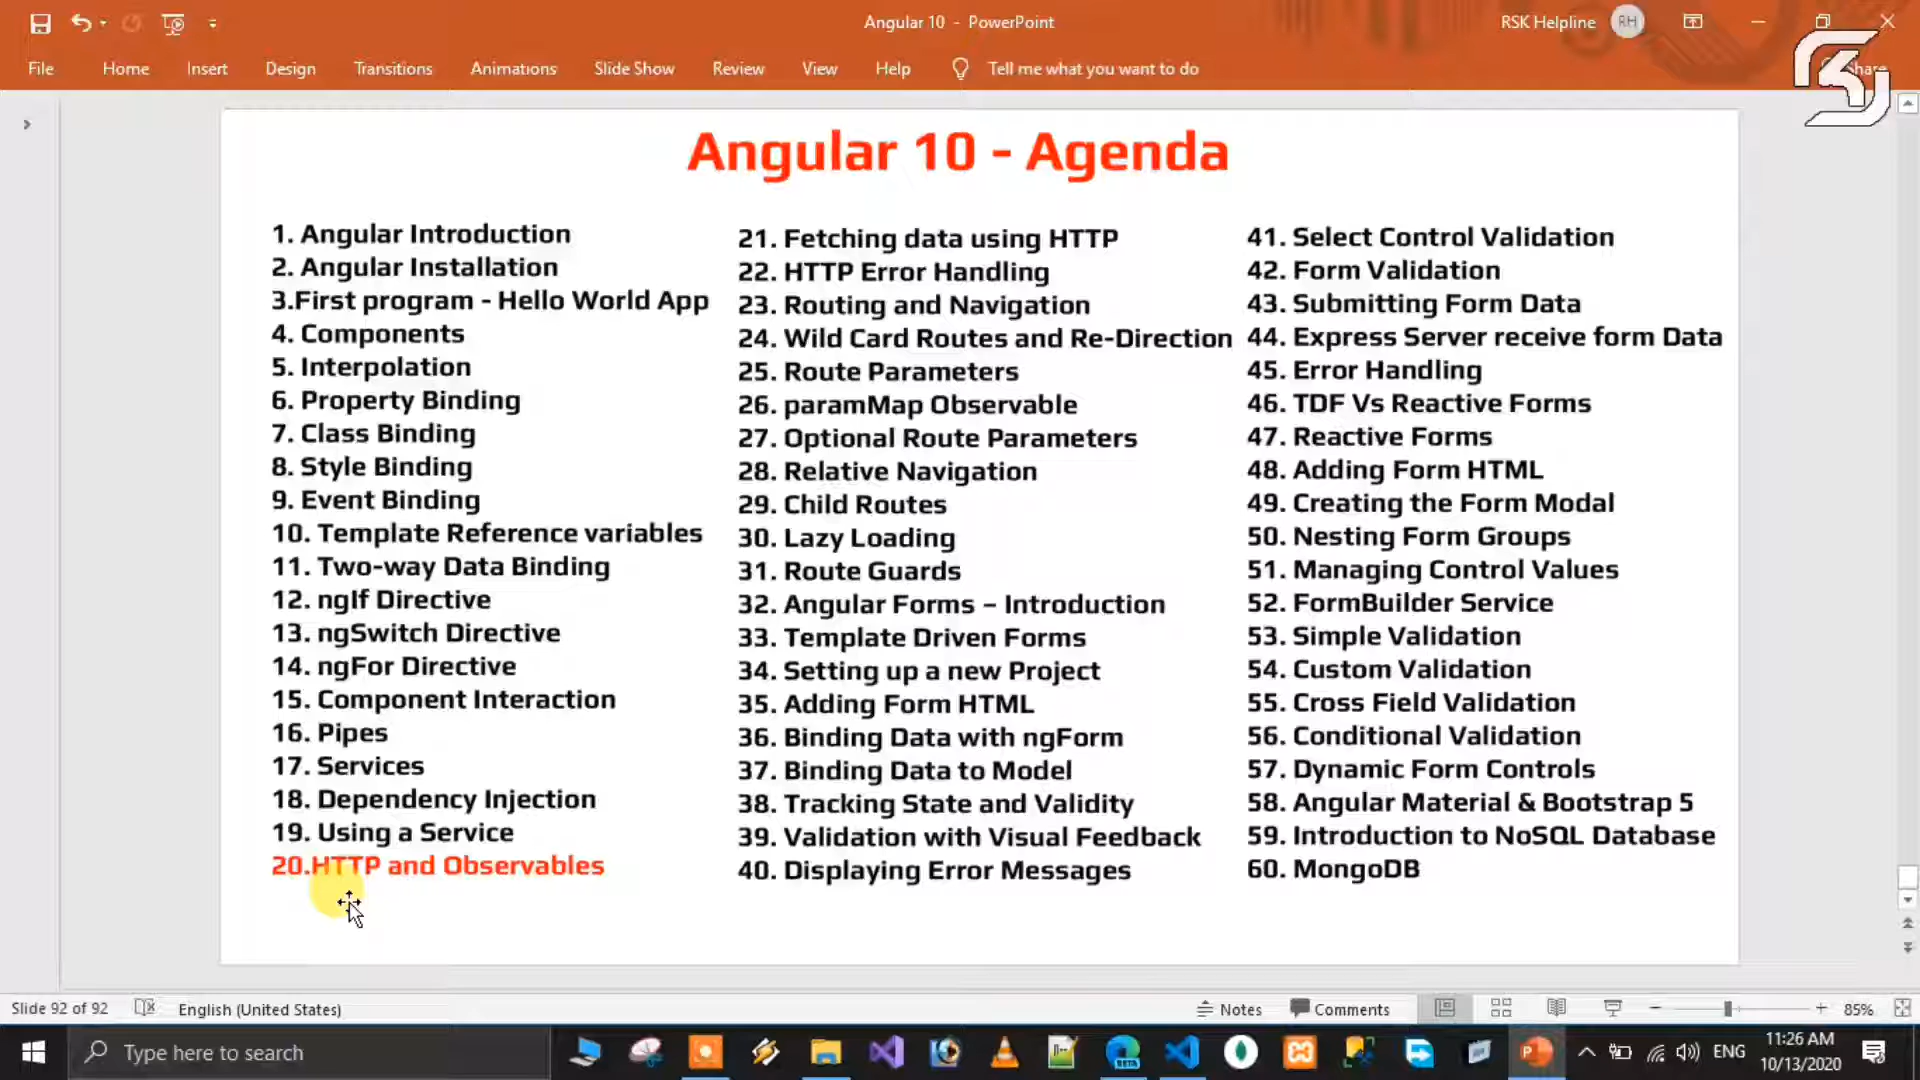 Angular 10 - PowerPoint
RSK Helpline
RH
File Home Insert Design Transitions Animations Slide Show Review View Help Tell me what you want to do
Share
Angular 10 - Agenda
1. Angular Introduction
2. Angular Installation
3.First program - Hello World App
4. Components
5. Interpolation
6. Property Binding
7. Class Binding
8. Style Binding
9. Event Binding
10. Template Reference variables
11. Two-way Data Binding
12. ngIf Directive
13. ngSwitch Directive
14. ngFor Directive
15. Component Interaction
16. Pipes
17. Services
18. Dependency Injection
19. Using a Service
20.HTTP and Observables
21. Fetching data using HTTP
22. HTTP Error Handling
23. Routing and Navigation
24. Wild Card Routes and Re-Direction
25. Route Parameters
26. paramMap Observable
27. Optional Route Parameters
28. Relative Navigation
29. Child Routes
30. Lazy Loading
31. Route Guards
32. Angular Forms – Introduction
33. Template Driven Forms
34. Setting up a new Project
35. Adding Form HTML
36. Binding Data with ngForm
37. Binding Data to Model
38. Tracking State and Validity
39. Validation with Visual Feedback
40. Displaying Error Messages
41. Select Control Validation
42. Form Validation
43. Submitting Form Data
44. Express Server receive form Data
45. Error Handling
46. TDF Vs Reactive Forms
47. Reactive Forms
48. Adding Form HTML
49. Creating the Form Modal
50. Nesting Form Groups
51. Managing Control Values
52. FormBuilder Service
53. Simple Validation
54. Custom Validation
55. Cross Field Validation
56. Conditional Validation
57. Dynamic Form Controls
58. Angular Material & Bootstrap 5
59. Introduction to NoSQL Database
60. MongoDB
Slide 92 of 92 English (United States) Notes Comments 85%
Type here to search
BETA
ENG
11:26 AM
10/13/2020